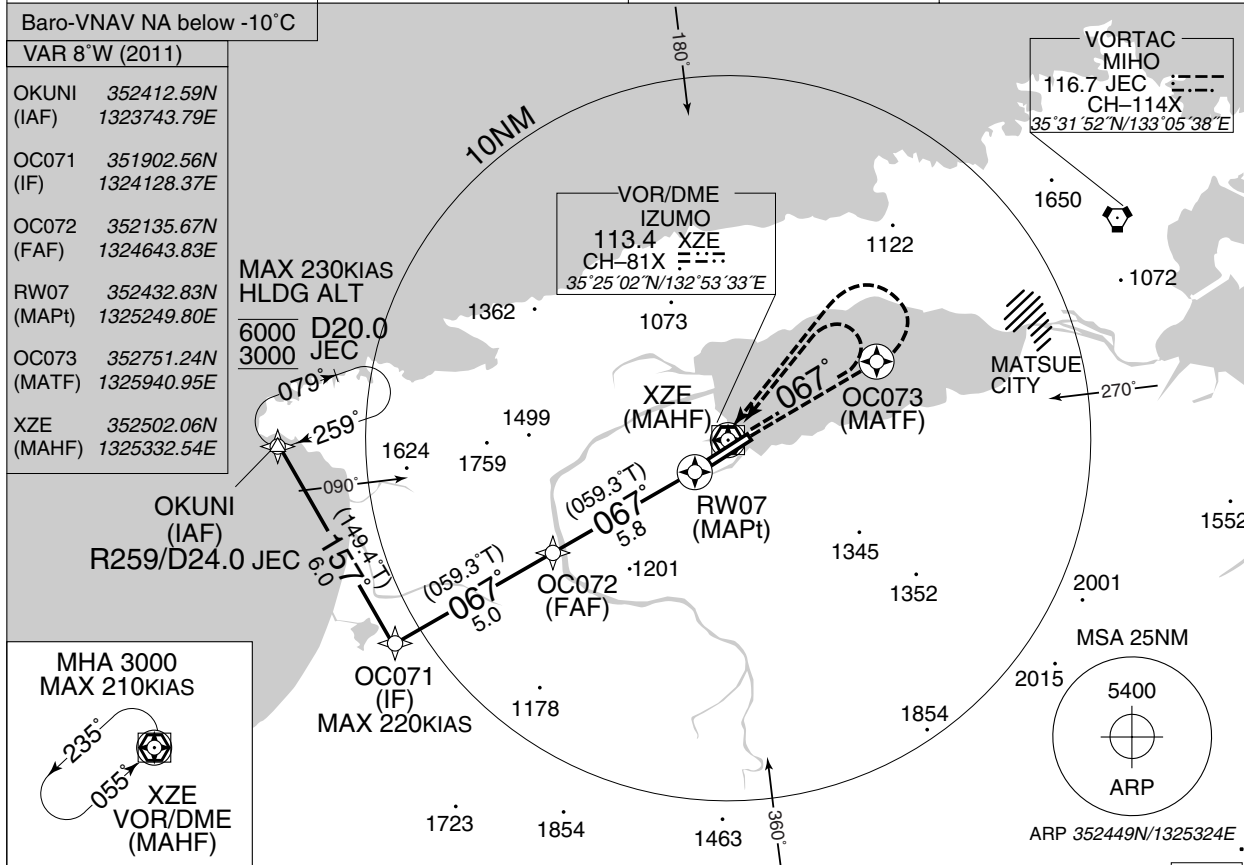 Baro-VNAV NA below -10˚C
VAR 8˚W (2011)
OKUNI 352412.59N
(IAF) 1323743.79E
OC071 351902.56N
(IF) 1324128.37E
OC072 352135.67N
(FAF) 1324643.83E
RW07 352432.83N
(MAPt) 1325249.80E
OC073 352751.24N
(MATF) 1325940.95E
XZE 352502.06N
(MAHF) 1325332.54E
180˚
10NM
VORTAC
MIHO
116.7 JEC
CH–114X
35˚31´52˝N/133˚05´38˝E
VOR/DME
IZUMO
113.4 XZE
CH–81X
35˚25´02˝N/132˚53´33˝E
1650
1122
1072
MAX 230KIAS
HLDG ALT
6000 D20.0
3000 JEC
1362
1073
079˚
259˚
MATSUE
CITY
270˚
067˚
OC073
(MATF)
XZE
(MAHF)
1499
1624
1759
090˚
OKUNI
(IAF)
R259/D24.0 JEC
(149.4˚T)
157˚
6.0
(059.3˚T)
067˚
5.8
RW07
(MAPt)
1552
1345
1352
1201
(059.3˚T)
067˚
5.0
OC072
(FAF)
2001
OC071
(IF)
MAX 220KIAS
1178
2015
1854
MSA 25NM
5400
ARP
ARP 352449N/1325324E
MHA 3000
MAX 210KIAS
235˚
055˚
XZE
VOR/DME
(MAHF)
1723
1854
1463
360˚